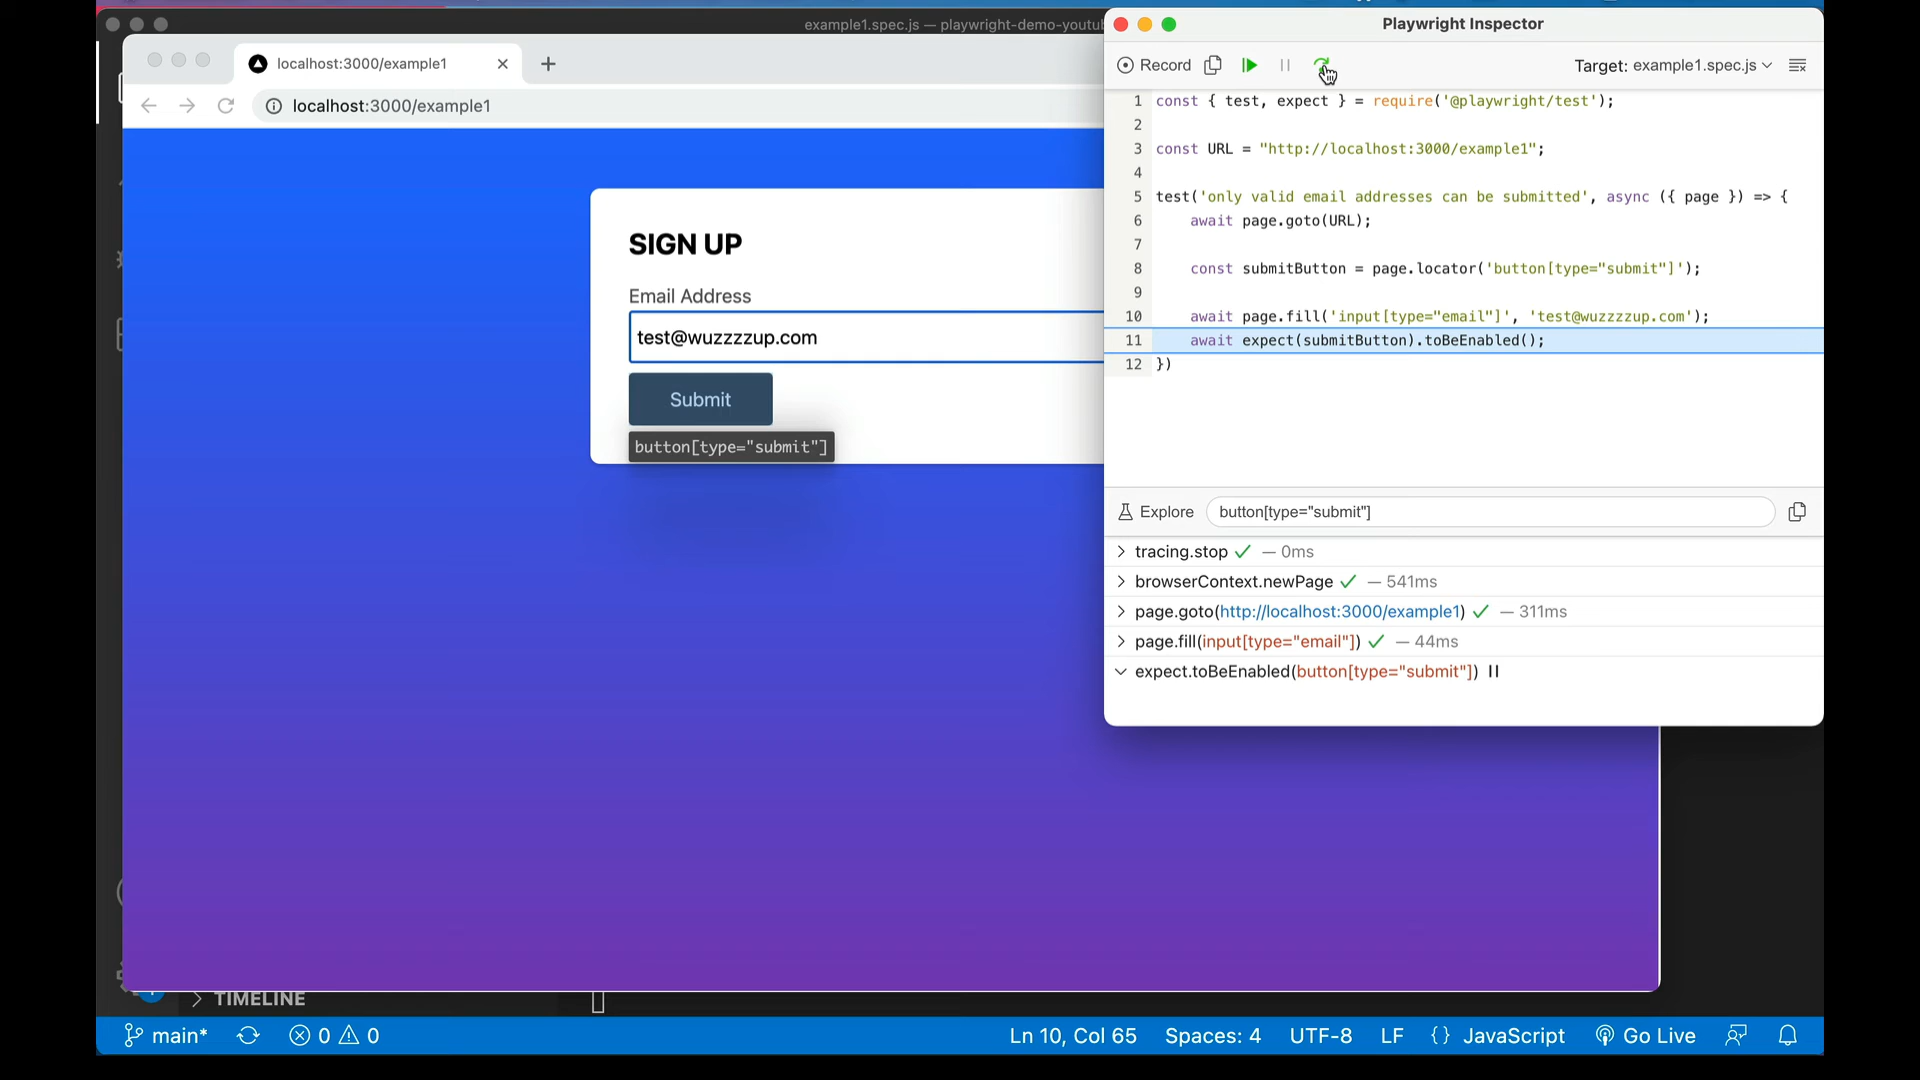 example1.spec.js — playwright-demo-youtu
localhost:3000/example1
localhost:3000/example1
SIGN UP
Email Address
test@wuzzzzup.com
Submit
button[type="submit"]
Playwright Inspector
Record
Target: example1.spec.js
1 const { test, expect } = require('@playwright/test');
2
3 const URL = "http://localhost:3000/example1";
4
5 test('only valid email addresses can be submitted', async ({ page }) => {
6 await page.goto(URL);
7
8 const submitButton = page.locator('button[type="submit"]');
9
10 await page.fill('input[type="email"]', 'test@wuzzzzup.com');
11 await expect(submitButton).toBeEnabled();
12 })
Explore button[type="submit"]
tracing.stop ✓ — 0ms
browserContext.newPage ✓ — 541ms
page.goto(http://localhost:3000/example1) ✓ — 311ms
page.fill(input[type="email"]) ✓ — 44ms
expect.toBeEnabled(button[type="submit"])
TIMELINE
main* 0 0 Ln 10, Col 65 Spaces: 4 UTF-8 LF {} JavaScript Go Live